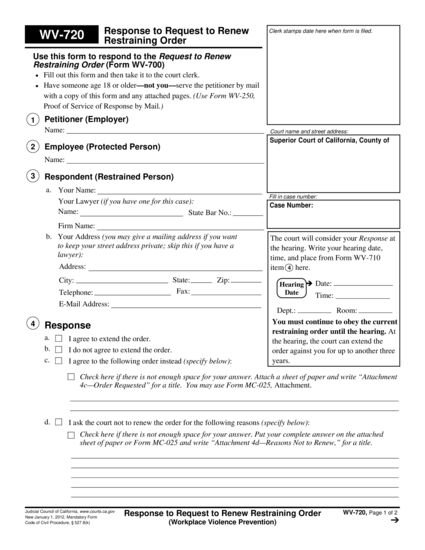 WV-720
Response to Request to Renew
Restraining Order
Clerk stamps date here when form is filed.
Use this form to respond to the Request to Renew
Restraining Order (Form WV-700)
• Fill out this form and then take it to the court clerk.
• Have someone age 18 or older—not you—serve the petitioner by mail
with a copy of this form and any attached pages. (Use Form WV-250,
Proof of Service of Response by Mail.)
1 Petitioner (Employer)
Name:
2 Employee (Protected Person)
Name:
Court name and street address:
Superior Court of California, County of
3 Respondent (Restrained Person)
a. Your Name:
Your Lawyer (if you have one for this case):
Name: State Bar No.:
Firm Name:
Fill in case number:
Case Number:
b. Your Address (you may give a mailing address if you want
to keep your street address private; skip this if you have a
lawyer):
Address:
City: State: Zip:
Telephone: Fax:
E-Mail Address:
The court will consider your Response at
the hearing. Write your hearing date,
time, and place from Form WV-710
item 4 here.
Hearing Date ➔ Date:
Time:
Dept.: Room:
You must continue to obey the current
restraining order until the hearing. At
the hearing, the court can extend the
order against you for up to another three
years.
4 Response
a. ☐ I agree to extend the order.
b. ☐ I do not agree to extend the order.
c. ☐ I agree to the following order instead (specify below):
☐ Check here if there is not enough space for your answer. Attach a sheet of paper and write “Attachment
4c—Order Requested” for a title. You may use Form MC-025, Attachment.
d. ☐ I ask the court not to renew the order for the following reasons (specify below):
☐ Check here if there is not enough space for your answer. Put your complete answer on the attached
sheet of paper or Form MC-025 and write “Attachment 4d—Reasons Not to Renew,” for a title.
Judicial Council of California, www.courts.ca.gov
New January 1, 2012, Mandatory Form
Code of Civil Procedure, § 527.8(k)
Response to Request to Renew Restraining Order
(Workplace Violence Prevention)
WV-720, Page 1 of 2
➔